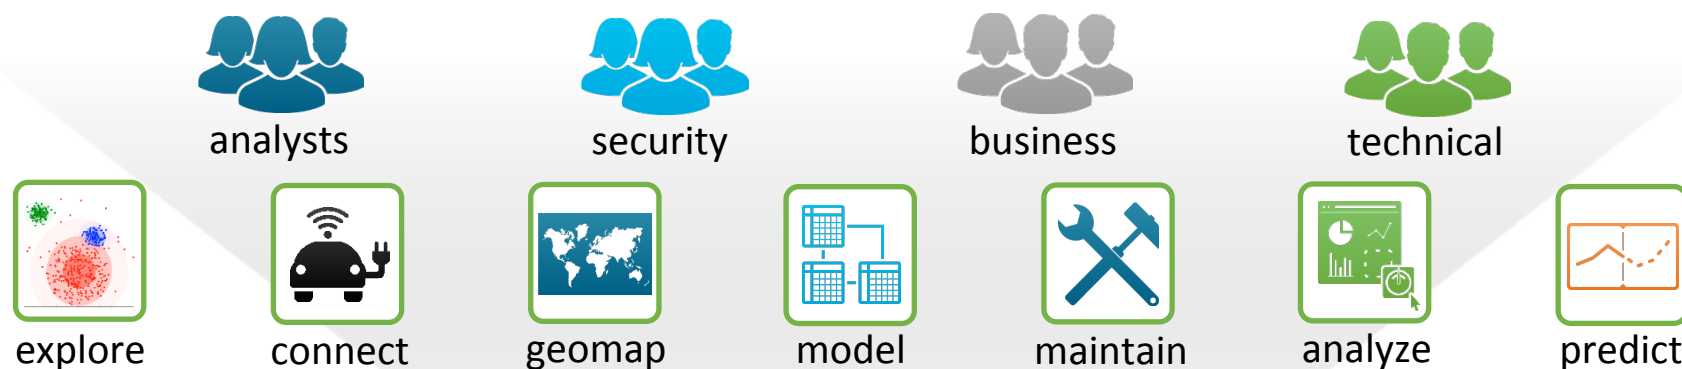 analysts security business technical
explore connect geomap model maintain analyze predict